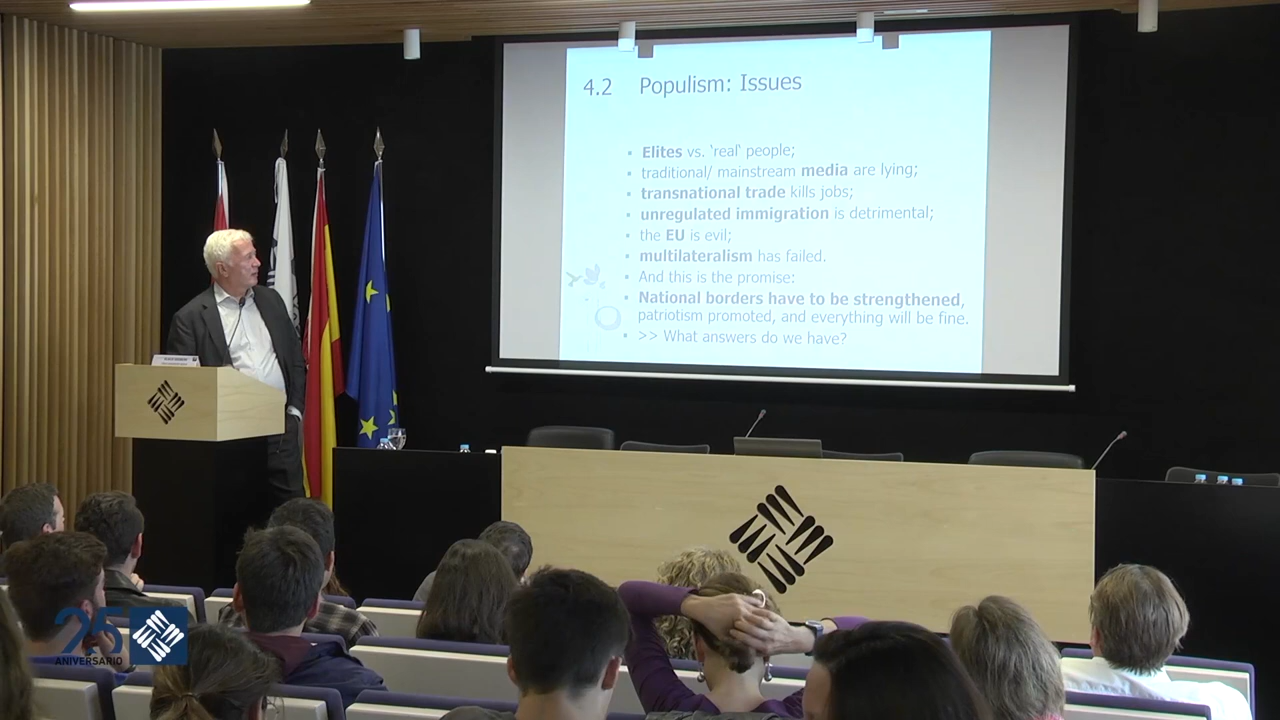 4.2 Populism: Issues
▪ Elites vs. 'real' people;
▪ traditional/ mainstream media are lying;
▪ transnational trade kills jobs;
▪ unregulated immigration is detrimental;
▪ the EU is evil;
▪ multilateralism has failed.
▪ And this is the promise:
▪ National borders have to be strengthened,
patriotism promoted, and everything will be fine.
▪ >> What answers do we have?
25
ANIVERSARIO